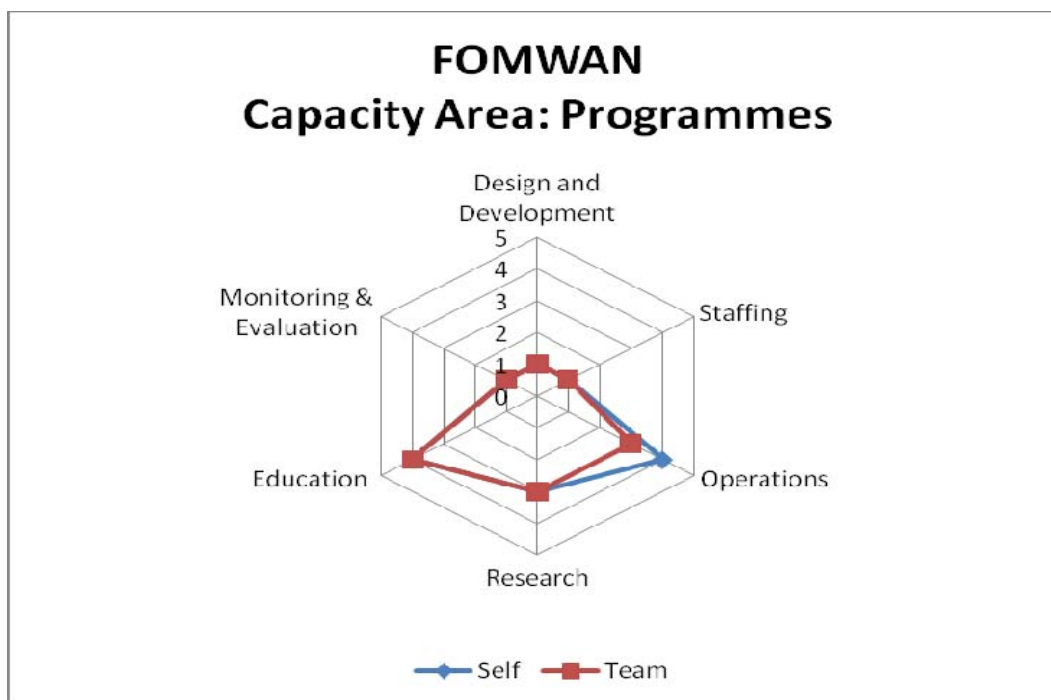 FOMWAN
Capacity Area: Programmes
Design and
Development
5
4
3
2
1
0
Monitoring &
Evaluation
Staffing
Education
Operations
Research
Self
Team